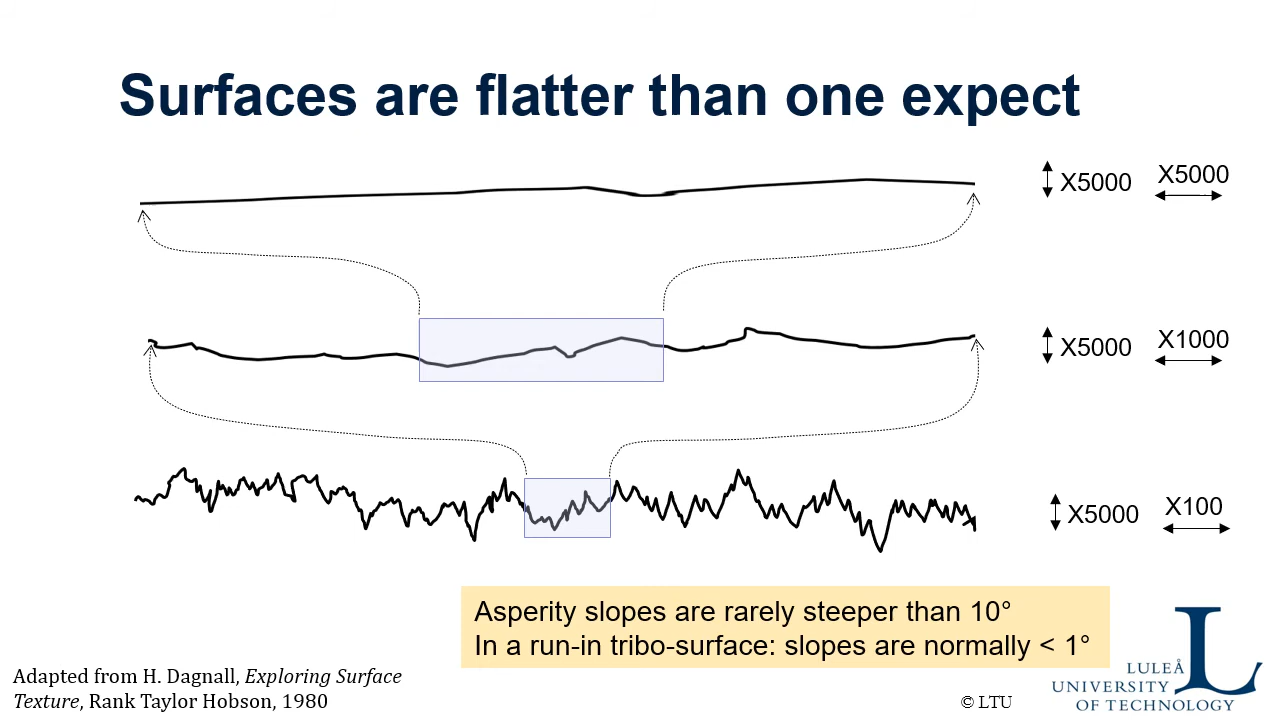 Surfaces are flatter than one expect
X5000 X5000
X5000 X1000
X5000 X100
Asperity slopes are rarely steeper than 10°
In a run-in tribo-surface: slopes are normally < 1°
Adapted from H. Dagnall, Exploring Surface
Texture, Rank Taylor Hobson, 1980
© LTU
L
LULEÅ
UNIVERSITY
OF TECHNOLOGY